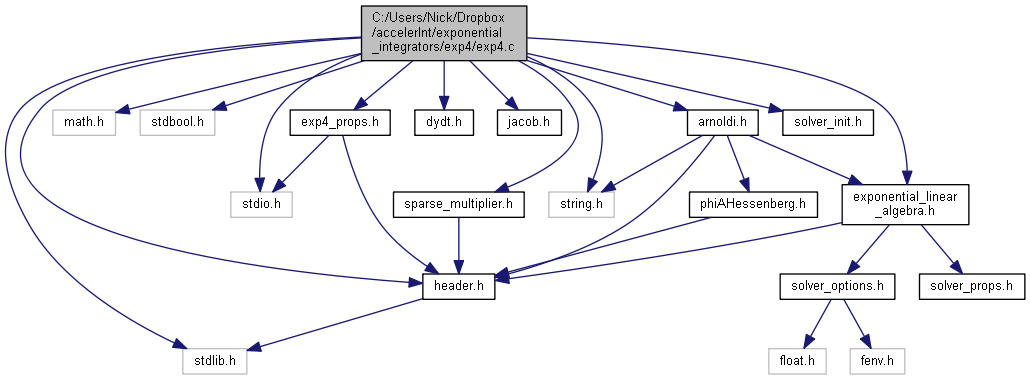 C:/Users/Nick/Dropbox
/accelerInt/exponential
_integrators/exp4/exp4.c
math.h
stdbool.h
exp4_props.h
dydt.h
jacob.h
arnoldi.h
solver_init.h
stdio.h
sparse_multiplier.h
string.h
phiAHessenberg.h
exponential_linear
_algebra.h
header.h
solver_options.h
solver_props.h
stdlib.h
float.h
fenv.h